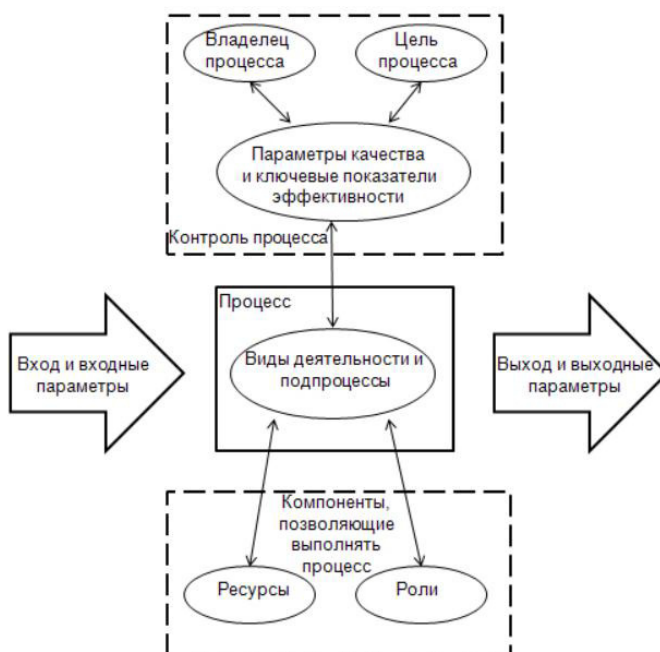 Владелец
процесса
Цель
процесса
Параметры качества
и ключевые показатели
эффективности
Контроль процесса
Процесс
Вход и входные
параметры
Виды деятельности и
подпроцессы
Выход и выходные
параметры
Компоненты,
позволяющие
выполнять
процесс
Ресурсы
Роли